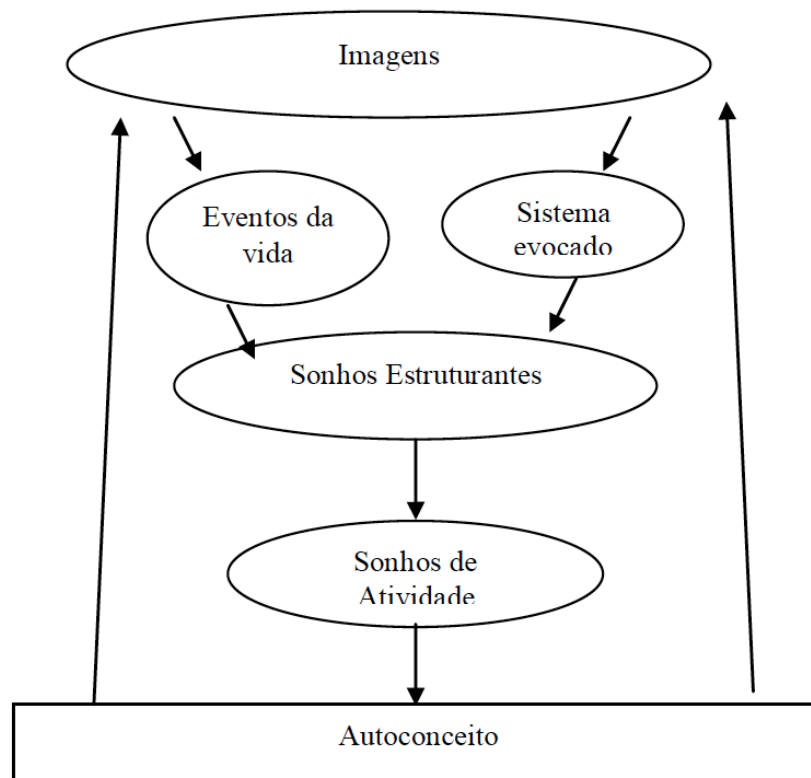 Imagens
Eventos da
vida
Sistema
evocado
Sonhos Estruturantes
Sonhos de
Atividade
Autoconceito